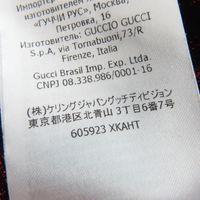 Импортер
изготовителем
"ГУЧЧИ РУС", Москва,
Петровка, 16
Изготовитель: GUCCIO GUCCI
S.p.A, via Tornabuoni,73/R
Firenze, Italia
Gucci Brasil Imp. Exp. Ltda.
CNPJ 08.338.986/0001-16
(株)ケリングジャパングッチディビジョン
東京都港区北青山 3丁目6番7号
605923 XKAHT